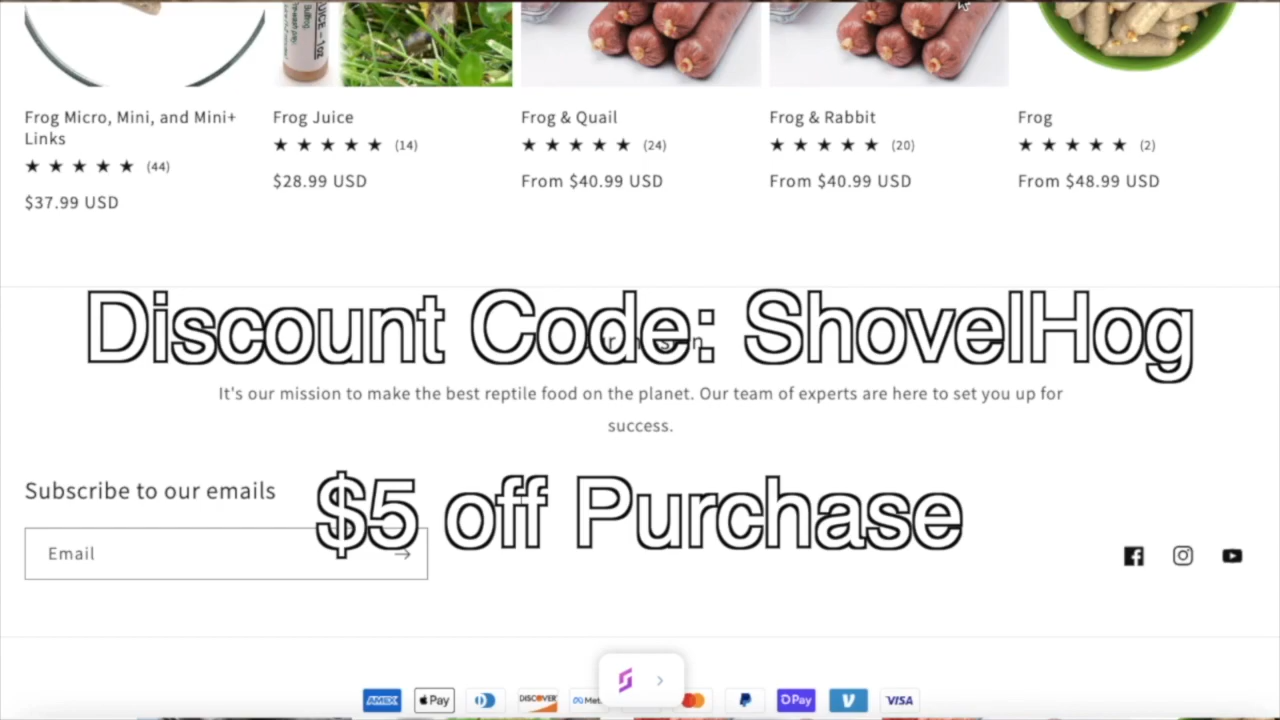 JUICE – 1oz
Frog Micro, Mini, and Mini+
Links
★ ★ ★ ★ ★ (44)
$37.99 USD
Frog Juice
★ ★ ★ ★ ★ (14)
$28.99 USD
Frog & Quail
★ ★ ★ ★ ★ (24)
From $40.99 USD
Frog & Rabbit
★ ★ ★ ★ ★ (20)
From $40.99 USD
Frog
★ ★ ★ ★ ★ (2)
From $48.99 USD
Discount Code: ShovelHog
It's our mission to make the best reptile food on the planet. Our team of experts are here to set you up for
success.
$5 off Purchase
Subscribe to our emails
Email
AMEX
Pay
DISCOVER
Meta
Pay
VISA